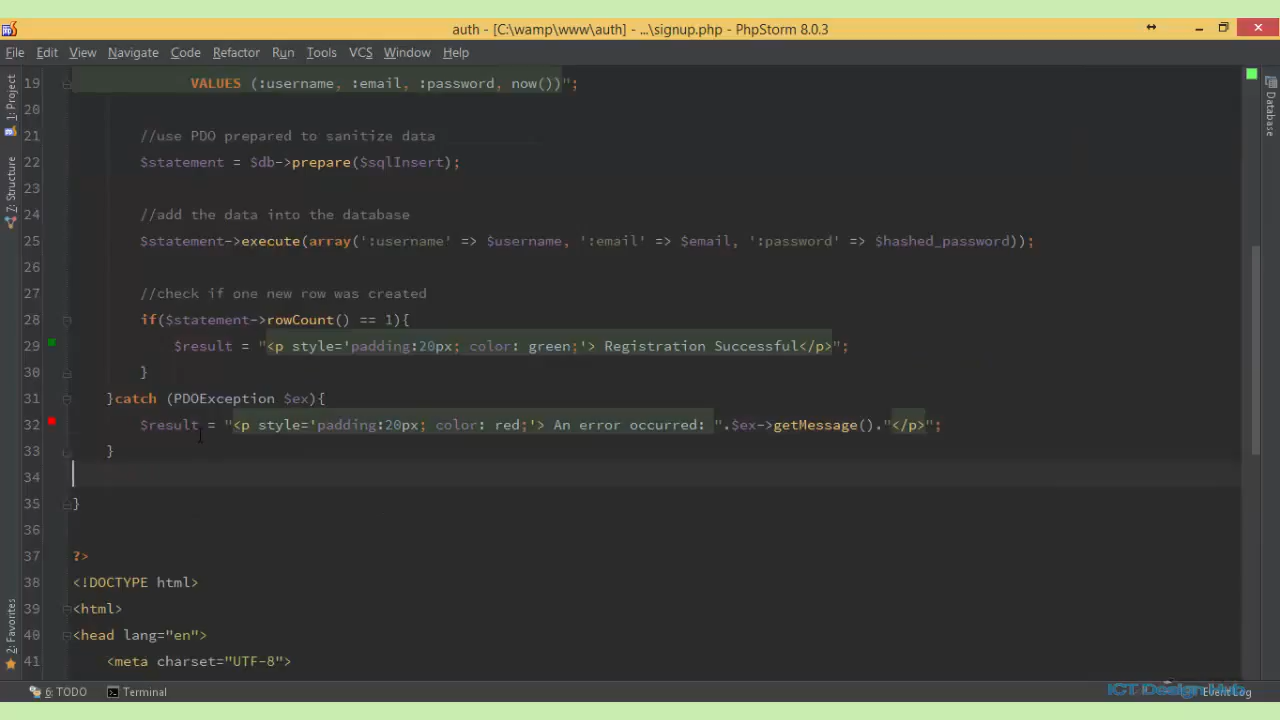 auth - [C:\wamp\www\auth] - ...\signup.php - PhpStorm 8.0.3
File Edit View Navigate Code Refactor Run Tools VCS Window Help
1: Project
7: Structure
2: Favorites
Database
19 VALUES (:username, :email, :password, now())";
20
21 //use PDO prepared to sanitize data
22 $statement = $db->prepare($sqlInsert);
23
24 //add the data into the database
25 $statement->execute(array(':username' => $username, ':email' => $email, ':password' => $hashed_password));
26
27 //check if one new row was created
28 if($statement->rowCount() == 1){
29 $result = "<p style='padding:20px; color: green;'> Registration Successful</p>";
30 }
31 }catch (PDOException $ex){
32 $result = "<p style='padding:20px; color: red;'> An error occurred: ".$ex->getMessage()."</p>";
33 }
34
35 }
36
37 ?>
38 <!DOCTYPE html>
39 <html>
40 <head lang="en">
41 <meta charset="UTF-8">
6: TODO Terminal
ICT Design Hub
Event Log